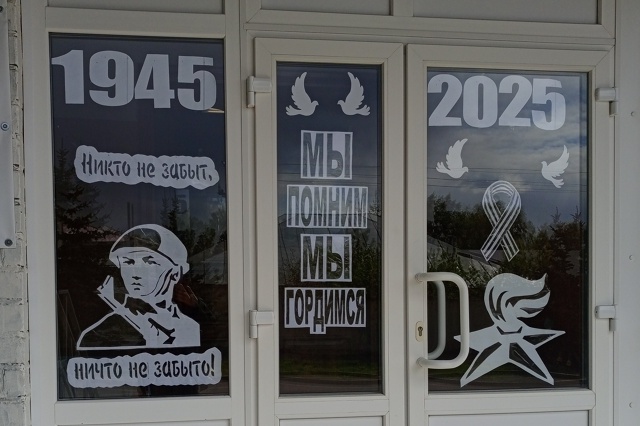 1945
Никто не забыт,
ничто не забыто!
МЫ
ПОМНИМ
МЫ
ГОРДИМСЯ
2025